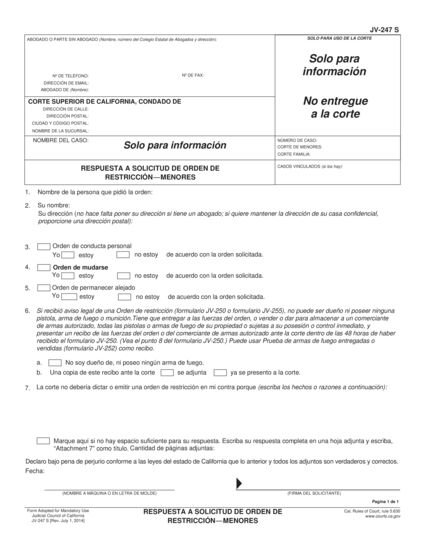 JV-247 S
ABOGADO O PARTE SIN ABOGADO (Nombre, número del Colegio Estatal de Abogados y dirección):
SOLO PARA USO DE LA CORTE
Solo para
información
Nº DE TELÉFONO:
Nº DE FAX:
DIRECCIÓN DE EMAIL:
ABOGADO DE (Nombre):
CORTE SUPERIOR DE CALIFORNIA, CONDADO DE
No entregue
a la corte
DIRECCIÓN DE CALLE:
DIRECCIÓN POSTAL:
CIUDAD Y CÓDIGO POSTAL:
NOMBRE DE LA SUCURSAL:
NOMBRE DEL CASO:
Solo para información
NÚMERO DE CASO:
CORTE DE MENORES:
CORTE FAMILIA:
RESPUESTA A SOLICITUD DE ORDEN DE
RESTRICCIÓN—MENORES
CASOS VINCULADOS (si los hay):
1. Nombre de la persona que pidió la orden:
2. Su nombre:
Su dirección (no hace falta poner su dirección si tiene un abogado; si quiere mantener la dirección de su casa confidencial,
proporcione una dirección postal):
3. Orden de conducta personal
Yo estoy no estoy de acuerdo con la orden solicitada.
4. Orden de mudarse
Yo estoy no estoy de acuerdo con la orden solicitada.
5. Orden de permanecer alejado
Yo estoy no estoy de acuerdo con la orden solicitada.
6. Si recibió aviso legal de una Orden de restricción (formulario JV-250 o formulario JV-255), no puede ser dueño ni poseer ninguna
pistola, arma de fuego o munición.Tiene que entregar a las fuerzas del orden, o vender o dar para almacenar a un comerciante
de armas autorizado, todas las pistolas o armas de fuego de su propiedad o sujetas a su posesión o control inmediato, y
presentar un recibo de las fuerzas del orden o del comerciante de armas autorizado ante la corte dentro de las 48 horas de haber
recibido el formulario JV-250. (Vea el punto 8 del formulario JV-250.) Puede usar Prueba de armas de fuego entregadas o
vendidas (formulario JV-252) como recibo.
a. No soy dueño de, ni poseo ningún arma de fuego.
b. Una copia de este recibo ante la corte se adjunta ya se presento a la corte.
7. La corte no debería dictar o emitir una orden de restricción en mi contra porque (escriba los hechos o razones a continuación):
Marque aquí si no hay espacio suficiente para su respuesta. Escriba su respuesta completa en una hoja adjunta y escriba,
“Attachment 7” como título, Cantidad de páginas adjuntas:
Declaro bajo pena de perjurio conforme a las leyes del estado de California que lo anterior y todos los adjuntos son verdaderos y correctos.
Fecha:
(NOMBRE A MÁQUINA O EN LETRA DE MOLDE)
(FIRMA DEL SOLICITANTE)
Página 1 de 1
Form Adopted for Mandatory Use
Judicial Council of California
JV-247 S [Rev. July 1, 2014]
RESPUESTA A SOLICITUD DE ORDEN DE
RESTRICCIÓN—MENORES
Cal. Rules of Court, rule 5.630
www.courts.ca.gov